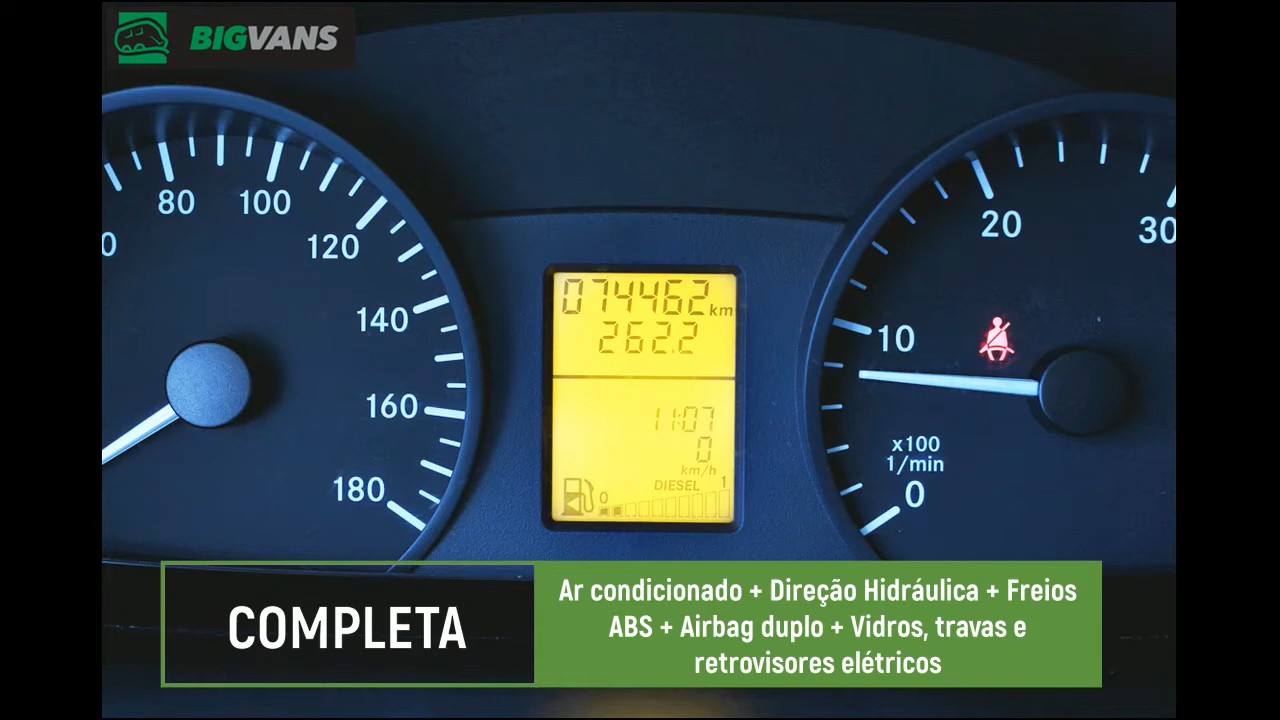 BIGVANS
80
100
120
140
160
180
074462 km
262.2
11:07
0
km/h
DIESEL
0
1
20
30
10
x100
1/min
0
COMPLETA
Ar condicionado + Direção Hidráulica + Freios
ABS + Airbag duplo + Vidros, travas e
retrovisores elétricos